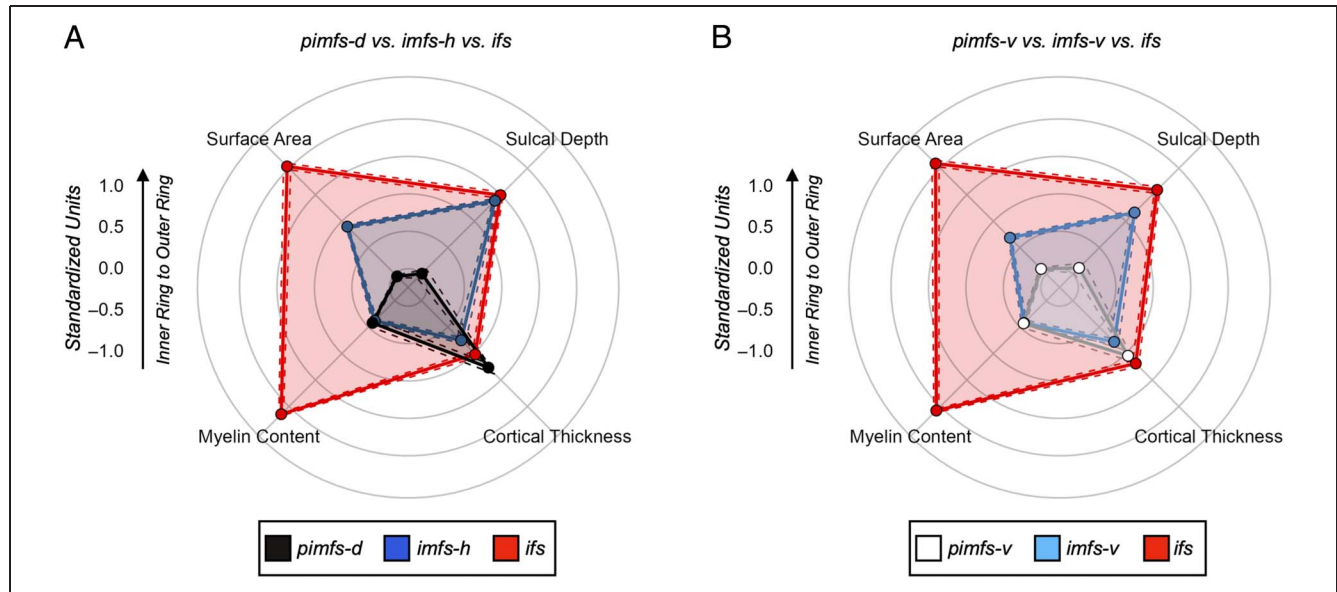 A
pimfs-d vs. imfs-h vs. ifs
Surface Area
Sulcal Depth
Standardized Units
1.0
0.5
0.0
–0.5
–1.0
Inner Ring to Outer Ring
Myelin Content
Cortical Thickness
pimfs-d imfs-h ifs
B
pimfs-v vs. imfs-v vs. ifs
Surface Area
Sulcal Depth
Standardized Units
1.0
0.5
0.0
–0.5
–1.0
Inner Ring to Outer Ring
Myelin Content
Cortical Thickness
pimfs-v imfs-v ifs